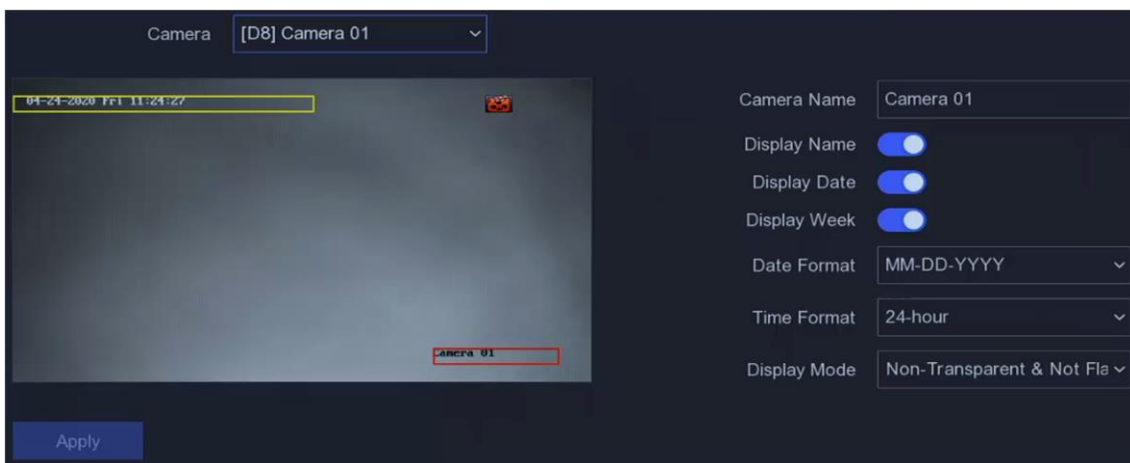 Camera [D8] Camera 01
04-24-2020 Fri 11:24:27
Camera Name Camera 01
Display Name
Display Date
Display Week
Date Format MM-DD-YYYY
Time Format 24-hour
Camera 01
Display Mode Non-Transparent & Not Fla
Apply